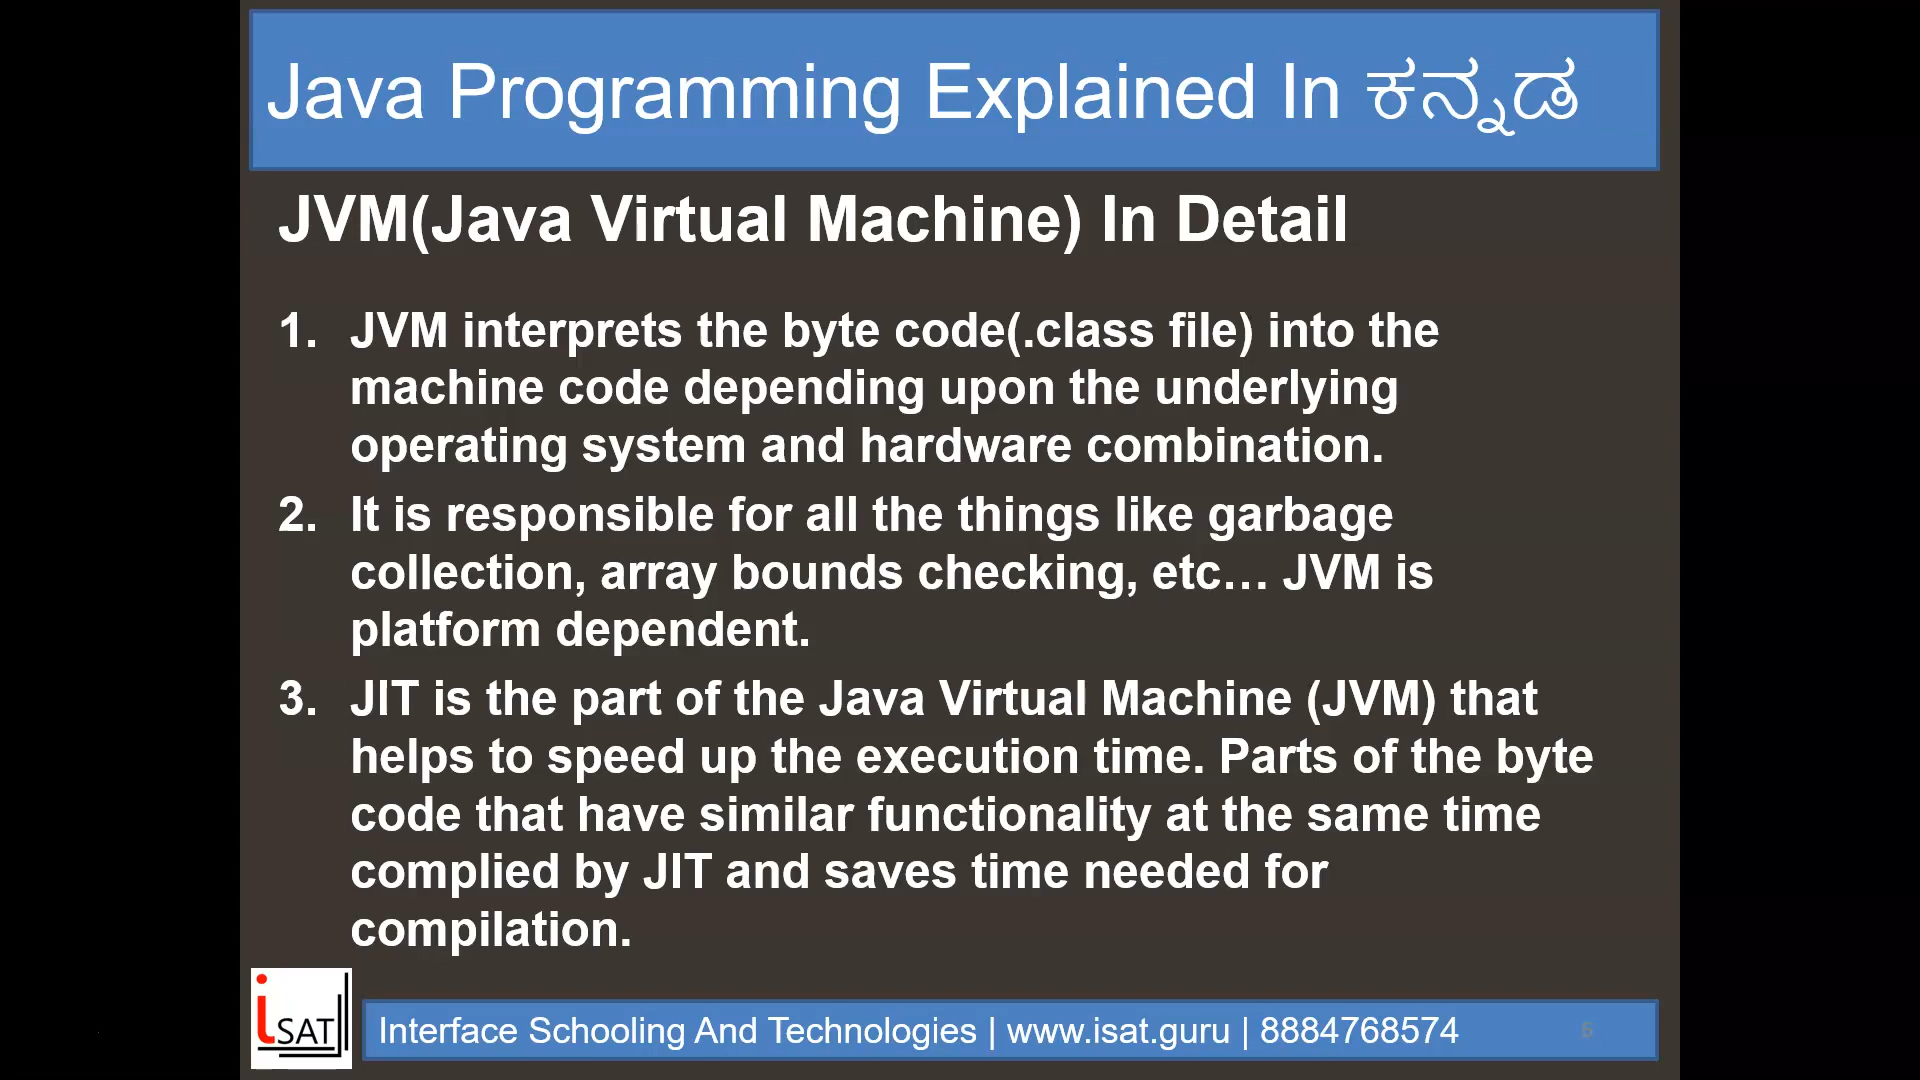 Java Programming Explained In ಕನ್ನಡ
JVM(Java Virtual Machine) In Detail
1. JVM interprets the byte code(.class file) into the
machine code depending upon the underlying
operating system and hardware combination.
2. It is responsible for all the things like garbage
collection, array bounds checking, etc… JVM is
platform dependent.
3. JIT is the part of the Java Virtual Machine (JVM) that
helps to speed up the execution time. Parts of the byte
code that have similar functionality at the same time
complied by JIT and saves time needed for
compilation.
iSAT
Interface Schooling And Technologies | www.isat.guru | 8884768574
5